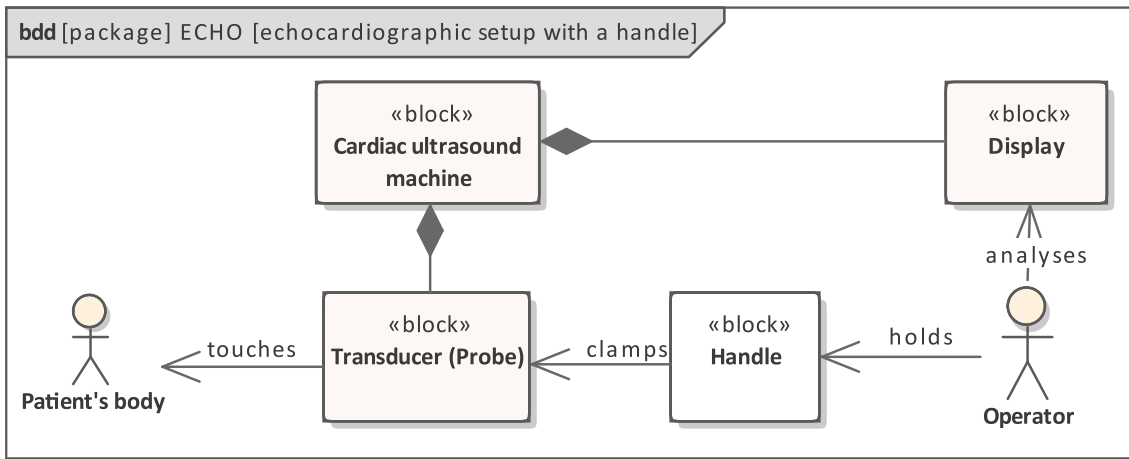 bdd [package] ECHO [echocardiographic setup with a handle]
«block»
Cardiac ultrasound
machine
«block»
Display
analyses
«block»
Transducer (Probe)
«block»
Handle
touches
clamps
holds
Patient's body
Operator